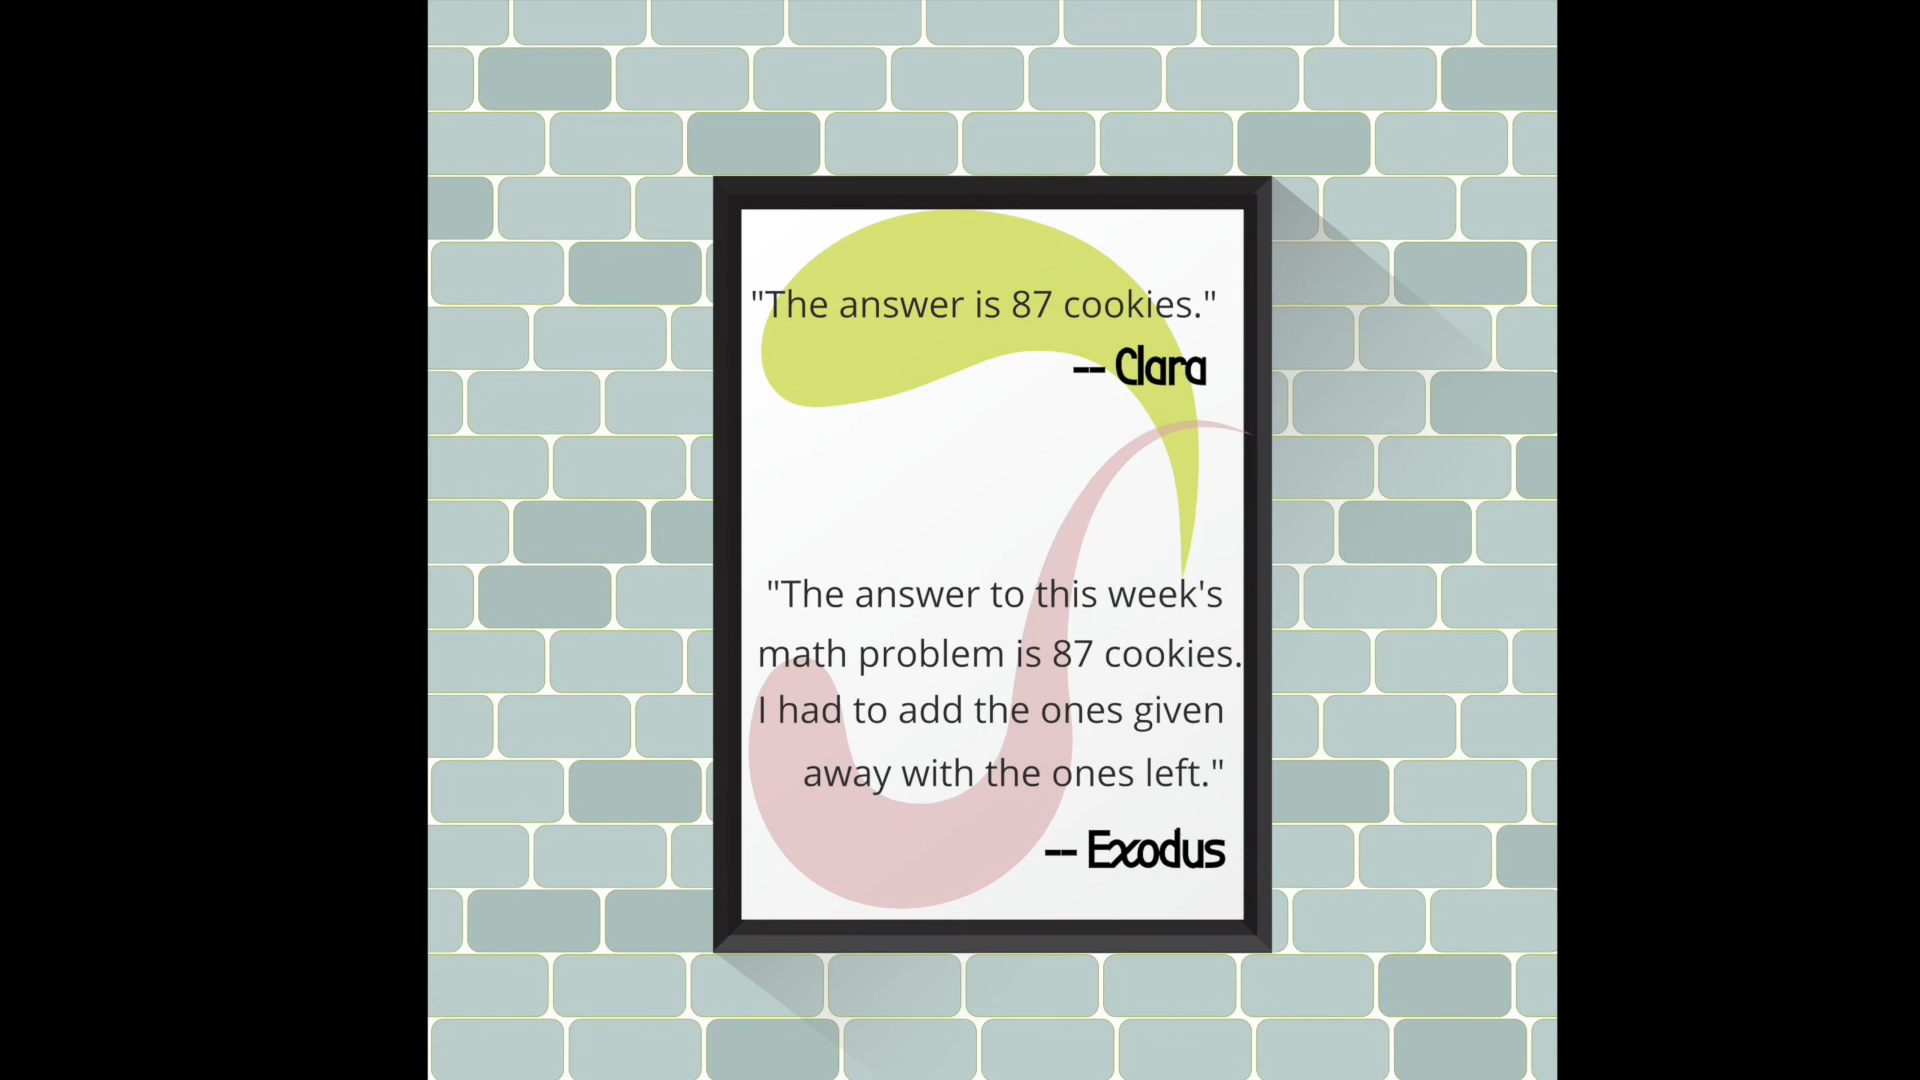 "The answer is 87 cookies."
-- Clara
"The answer to this week's
math problem is 87 cookies.
I had to add the ones given
away with the ones left."
-- Exodus